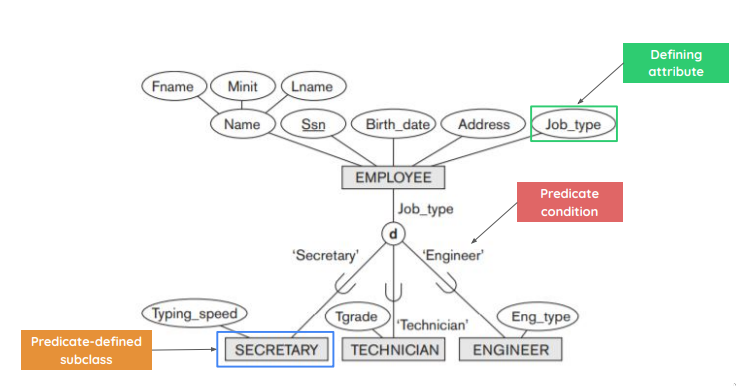 Defining
attribute
Fname
Minit
Lname
Name
Ssn
Birth_date
Address
Job_type
EMPLOYEE
Job_type
Predicate
condition
d
'Secretary'
'Engineer'
Typing_speed
Tgrade
'Technician'
Eng_type
Predicate-defined
subclass
SECRETARY
TECHNICIAN
ENGINEER